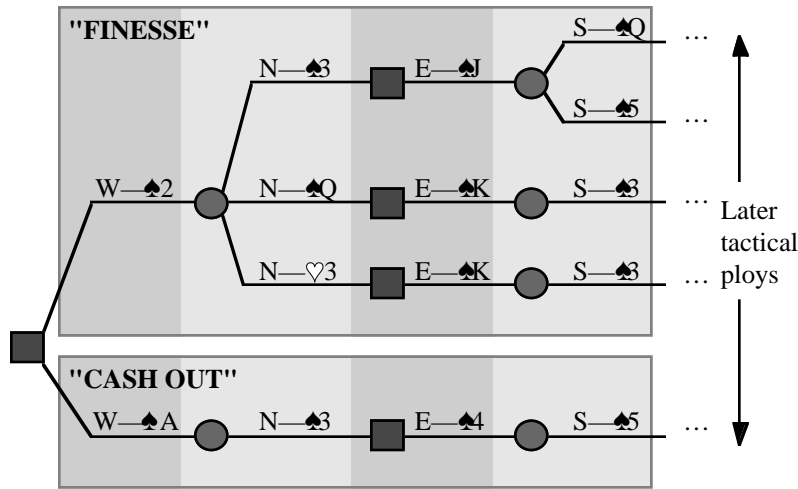 "FINESSE"
S—♠Q
...
N—♠3
E—♠J
S—♠5
...
W—♠2
N—♠Q
E—♠K
S—♠3
...
Later
tactical
ploys
N—♡3
E—♠K
S—♠3
...
"CASH OUT"
W—♠A
N—♠3
E—♠4
S—♠5
...